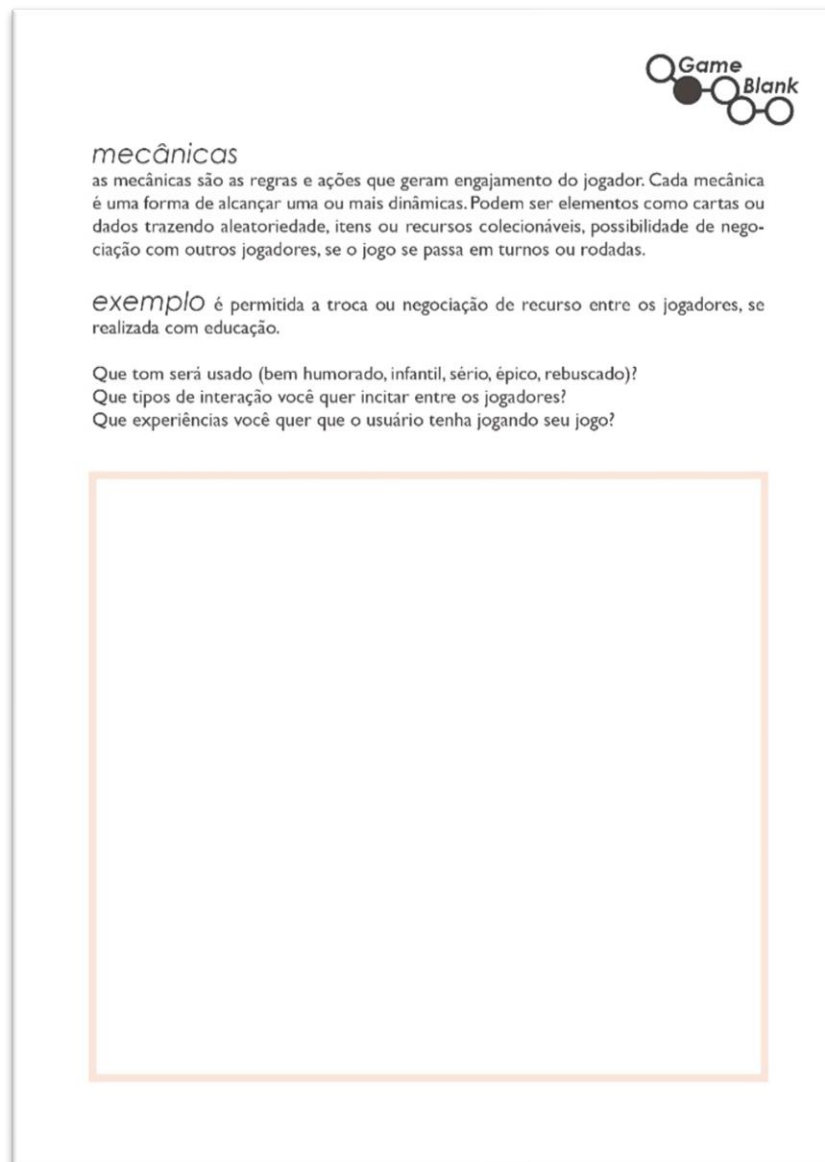 Game
Blank
mecânicas
as mecânicas são as regras e ações que geram engajamento do jogador. Cada mecânica
é uma forma de alcançar uma ou mais dinâmicas. Podem ser elementos como cartas ou
dados trazendo aleatoriedade, itens ou recursos colecionáveis, possibilidade de nego-
ciação com outros jogadores, se o jogo se passa em turnos ou rodadas.
exemplo é permitida a troca ou negociação de recurso entre os jogadores, se
realizada com educação.
Que tom será usado (bem humorado, infantil, sério, épico, rebuscado)?
Que tipos de interação você quer incitar entre os jogadores?
Que experiências você quer que o usuário tenha jogando seu jogo?